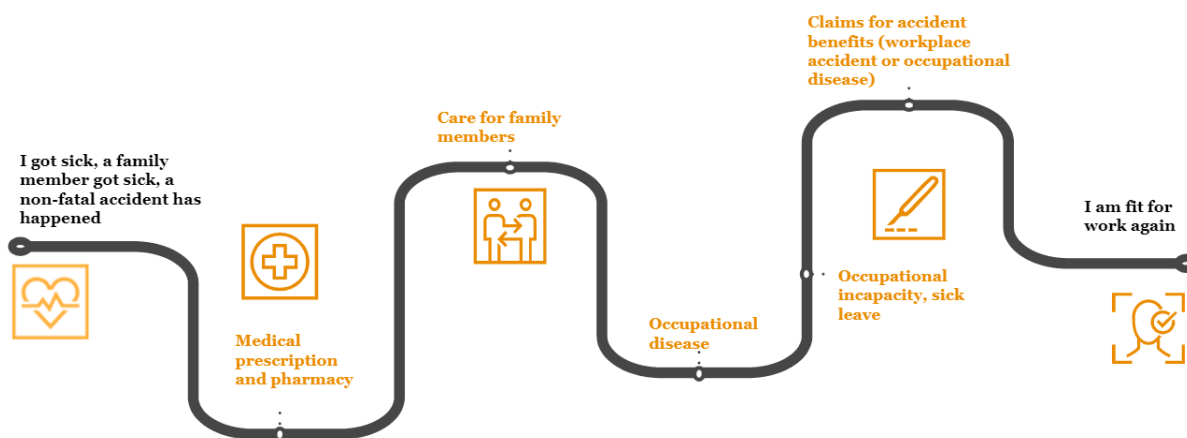 I got sick, a family
member got sick, a
non-fatal accident has
happened
Medical
prescription
and pharmacy
Care for family
members
Occupational
disease
Claims for accident
benefits (workplace
accident or occupational
disease)
Occupational
incapacity, sick
leave
I am fit for
work again